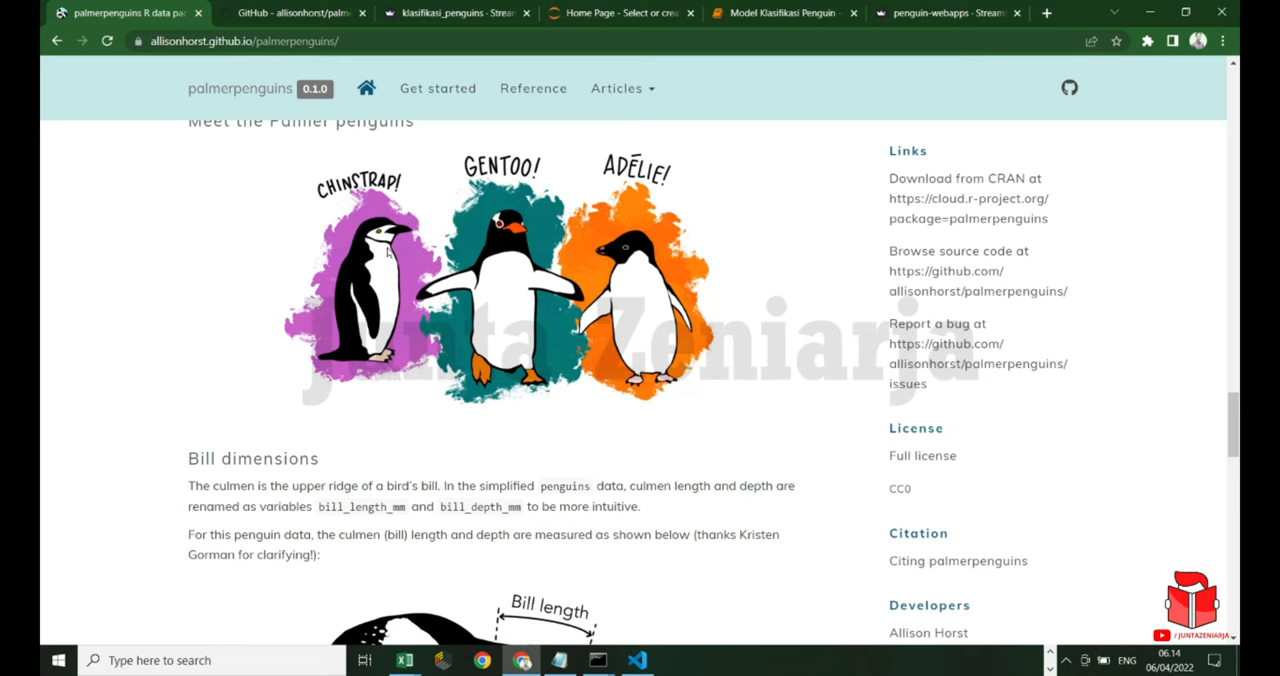 palmerpenguins R data pac
GitHub - allisonhorst/palme
klasifikasi_penguins · Stream
Home Page - Select or crea
Model Klasifikasi Penguin -
penguin-webapps · Stream
allisonhorst.github.io/palmerpenguins/
palmerpenguins 0.1.0 Get started Reference Articles
Meet the Palmer penguins
CHINSTRAP!
GENTOO!
ADÉLIE!
Junta Zeniarja
Bill dimensions
The culmen is the upper ridge of a bird's bill. In the simplified penguins data, culmen length and depth are
renamed as variables bill_length_mm and bill_depth_mm to be more intuitive.
For this penguin data, the culmen (bill) length and depth are measured as shown below (thanks Kristen
Gorman for clarifying!):
Bill length
Links
Download from CRAN at
https://cloud.r-project.org/
package=palmerpenguins
Browse source code at
https://github.com/
allisonhorst/palmerpenguins/
Report a bug at
https://github.com/
allisonhorst/palmerpenguins/
issues
License
Full license
CC0
Citation
Citing palmerpenguins
Developers
Allison Horst
/ JUNTAZENIARJA
Type here to search
ENG
06.14
06/04/2022